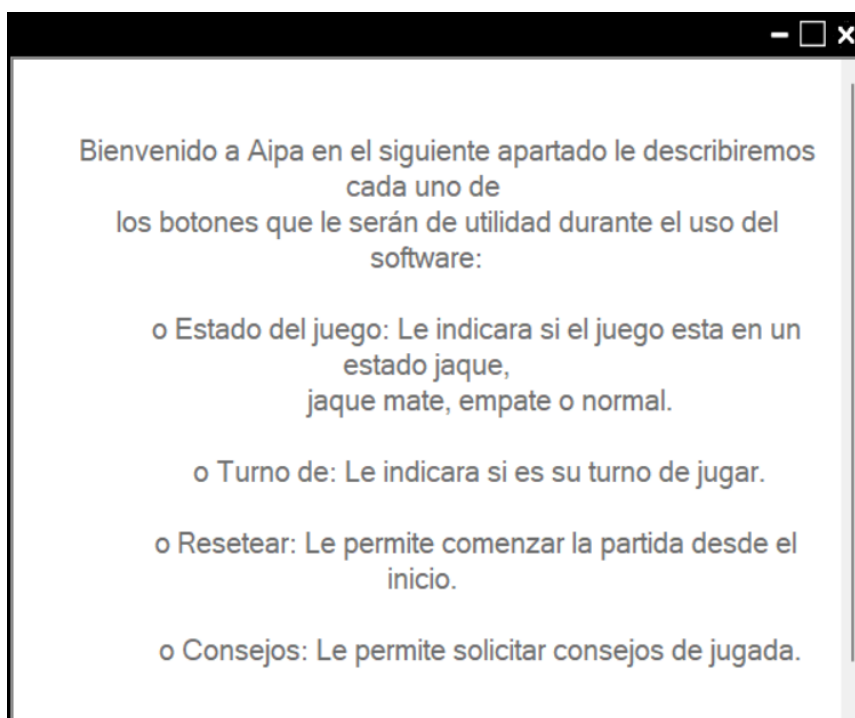 Bienvenido a Aipa en el siguiente apartado le describiremos
cada uno de
los botones que le serán de utilidad durante el uso del
software:
o Estado del juego: Le indicara si el juego esta en un
estado jaque,
jaque mate, empate o normal.
o Turno de: Le indicara si es su turno de jugar.
o Resetear: Le permite comenzar la partida desde el
inicio.
o Consejos: Le permite solicitar consejos de jugada.